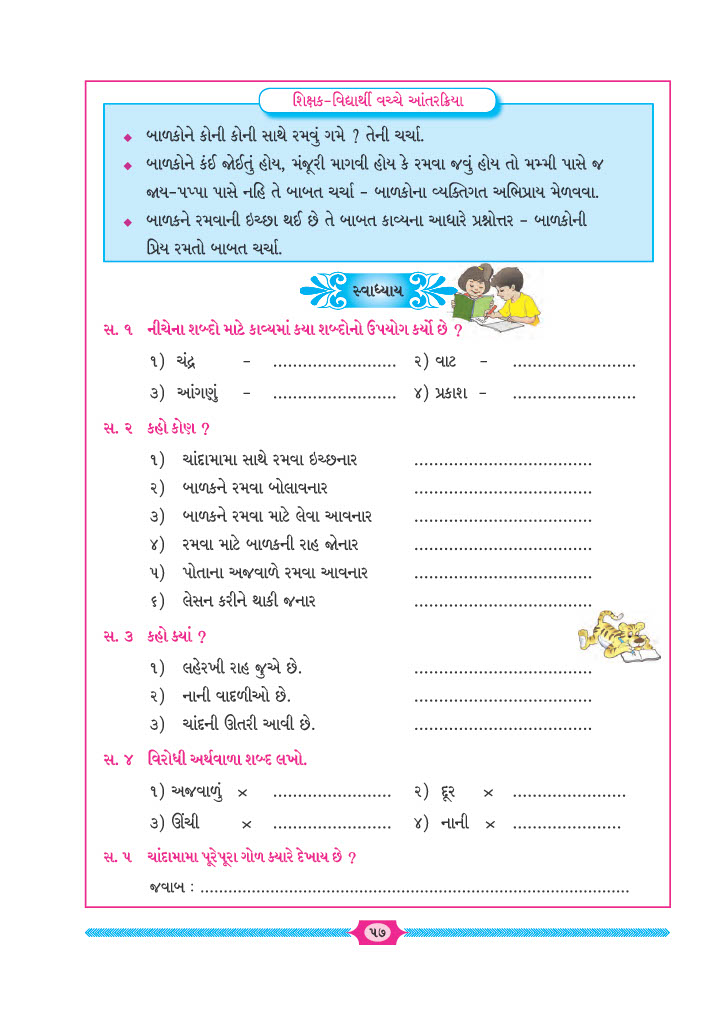 શિક્ષક-વિદ્યાર્થી વચ્ચે આંતરક્રિયા
◆ બાળકોને કોની કોની સાથે રમવું ગમે ? તેની ચર્ચા.
◆ બાળકોને કંઈ જોઈતું હોય, મંજૂરી માગવી હોય કે રમવા જવું હોય તો મમ્મી પાસે જ
જાય-પપ્પા પાસે નહિ તે બાબત ચર્ચા – બાળકોના વ્યક્તિગત અભિપ્રાય મેળવવા.
◆ બાળકને રમવાની ઇચ્છા થઈ છે તે બાબત કાવ્યના આધારે પ્રશ્નોત્તર – બાળકોની
પ્રિય રમતો બાબત ચર્ચા.
સ્વાધ્યાય
સ. ૧ નીચેના શબ્દો માટે કાવ્યમાં કયા શબ્દોનો ઉપયોગ કર્યો છે ?
૧) ચંદ્ર – ......................... ૨) વાટ – .........................
૩) આંગણું – ......................... ૪) પ્રકાશ – .........................
સ. ૨ કહો કોણ ?
૧) ચાંદામામા સાથે રમવા ઇચ્છનાર ....................................
૨) બાળકને રમવા બોલાવનાર ....................................
૩) બાળકને રમવા માટે લેવા આવનાર ....................................
૪) રમવા માટે બાળકની રાહ જોનાર ....................................
૫) પોતાના અજવાળે રમવા આવનાર ....................................
૬) લેસન કરીને થાકી જનાર ....................................
સ. ૩ કહો ક્યાં ?
૧) લહેરખી રાહ જુએ છે. ....................................
૨) નાની વાદળીઓ છે. ....................................
૩) ચાંદની ઊતરી આવી છે. ....................................
સ. ૪ વિરોધી અર્થવાળા શબ્દ લખો.
૧) અજવાળું × ........................ ૨) દૂર × .......................
૩) ઊંચી × ........................ ૪) નાની × ......................
સ. ૫ ચાંદામામા પૂરેપૂરા ગોળ ક્યારે દેખાય છે ?
જવાબ : ............................................................................................
૫૭